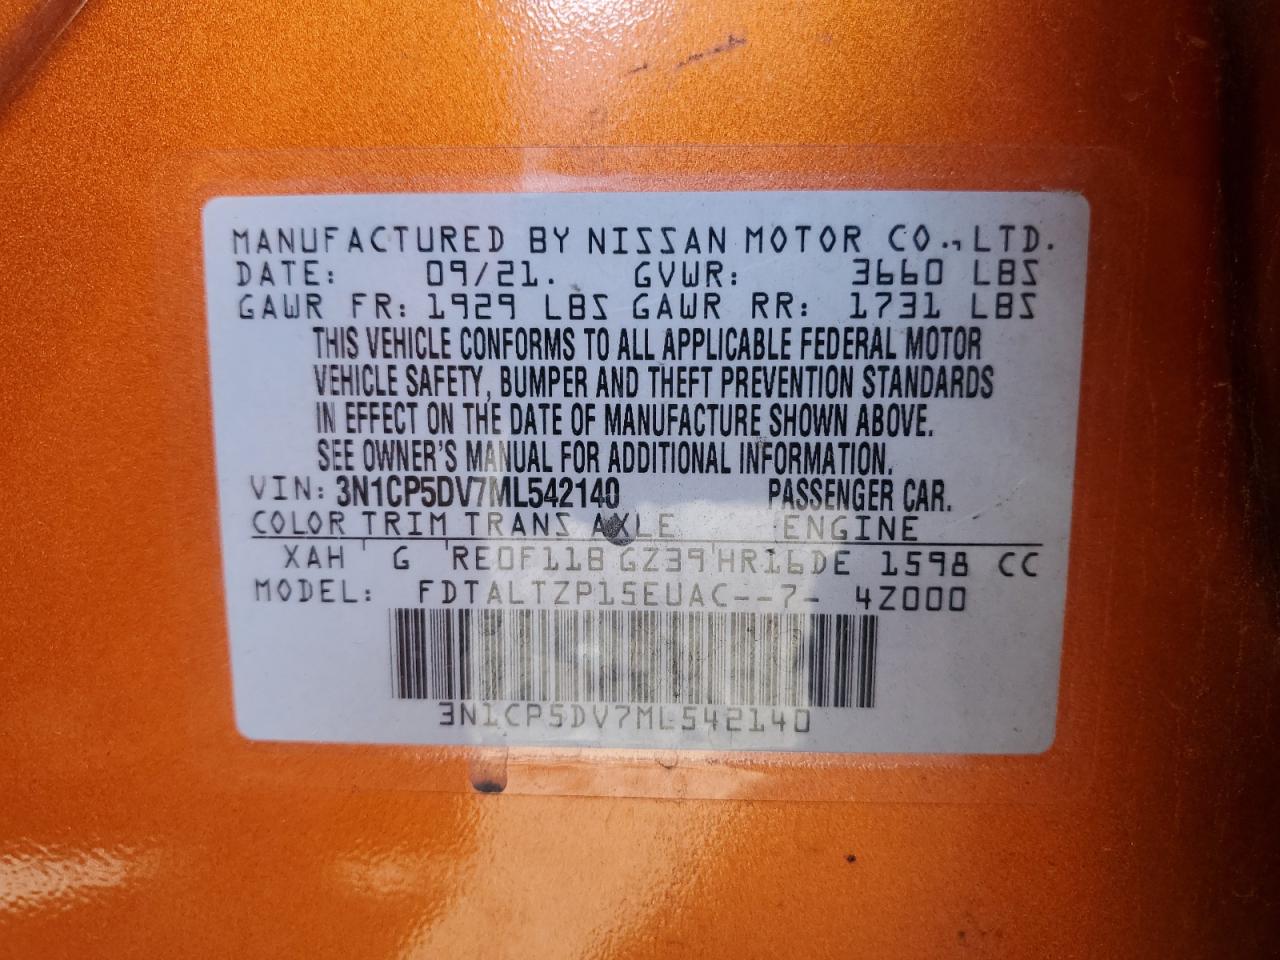 MANUFACTURED BY NISSAN MOTOR CO., LTD.
DATE: 09/21. GVWR: 3660 LBS
GAWR FR: 1929 LBS GAWR RR: 1731 LBS
THIS VEHICLE CONFORMS TO ALL APPLICABLE FEDERAL MOTOR
VEHICLE SAFETY, BUMPER AND THEFT PREVENTION STANDARDS
IN EFFECT ON THE DATE OF MANUFACTURE SHOWN ABOVE.
SEE OWNER'S MANUAL FOR ADDITIONAL INFORMATION.
VIN: 3N1CP5DV7ML542140 PASSENGER CAR.
COLOR TRIM TRANS AXLE ENGINE
XAH G RE0F11B GZ39 HR16DE 1598 CC
MODEL: FDTALTZP15EUAC--7- 4Z000
3N1CP5DV7ML542140